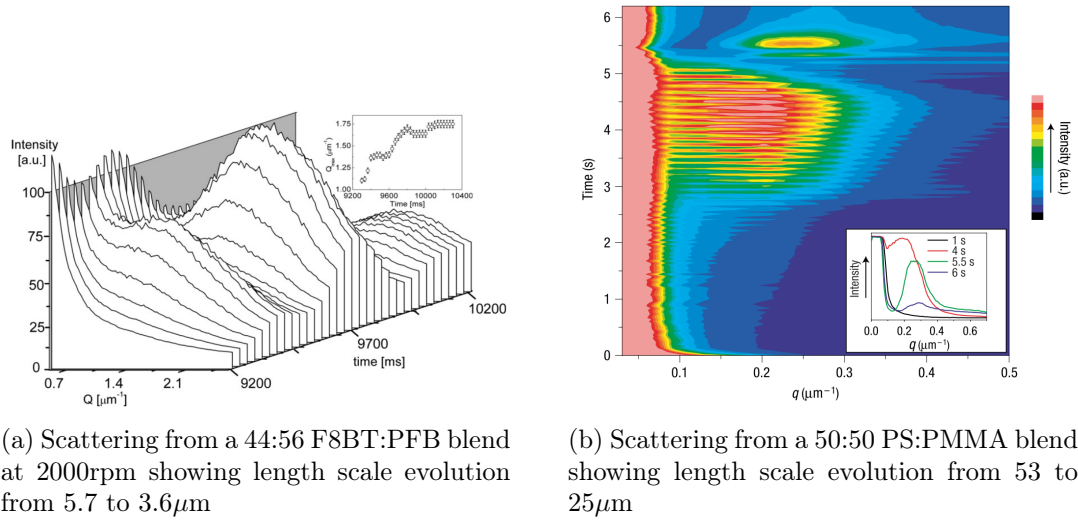 Intensity
[a.u.]
100
75
50
25
0
0.7 1.4 2.1
Q [μm⁻¹]
9200
9700
10200
time [ms]
1.75
1.50
1.25
1.00
Qmax [μm⁻¹]
9200 9600 10000 10400
Time [ms]
(a) Scattering from a 44:56 F8BT:PFB blend
at 2000rpm showing length scale evolution
from 5.7 to 3.6μm
b
Time (s)
6
5
4
3
2
1
0
0.1 0.2 0.3 0.4 0.5
q (μm⁻¹)
Intensity (a.u.)
1 s
4 s
5.5 s
6 s
Intensity
0.0 0.2 0.4 0.6
q (μm⁻¹)
(b) Scattering from a 50:50 PS:PMMA blend
showing length scale evolution from 53 to
25μm